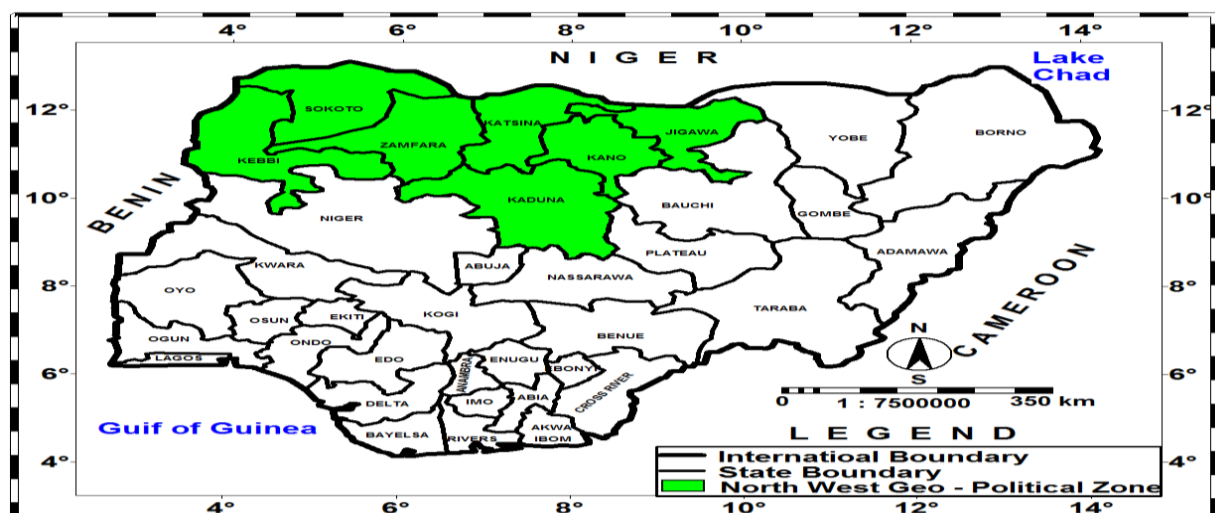 4° 6° 8° 10° 12° 14°
NIGER
Lake
Chad
12° 12°
SOKOTO
KATSINA
JIGAWA
YOBE
BORNO
ZAMFARA
KEBBI
KANO
10° 10°
BENIN
NIGER
KADUNA
BAUCHI
GOMBE
ADAMAWA
PLATEAU
ABUJA
NASSARAWA
KWARA
8° 8°
OYO
TARABA
CAMEROON
KOGI
EKITI
OSUN
OGUN
ONDO
BENUE
N
S
LAGOS
EDO
ENUGU
EBONYI
ANAMBRA
6° 6°
CROSS RIVER
0 1 : 7500000 350 km
DELTA
IMO
ABIA
Guif of Guinea
BAYELSA
RIVERS
AKWA
IBOM
LEGEND
Internatioal Boundary
State Boundary
North West Geo - Political Zone
4° 4°
4° 6° 8° 10° 12° 14°